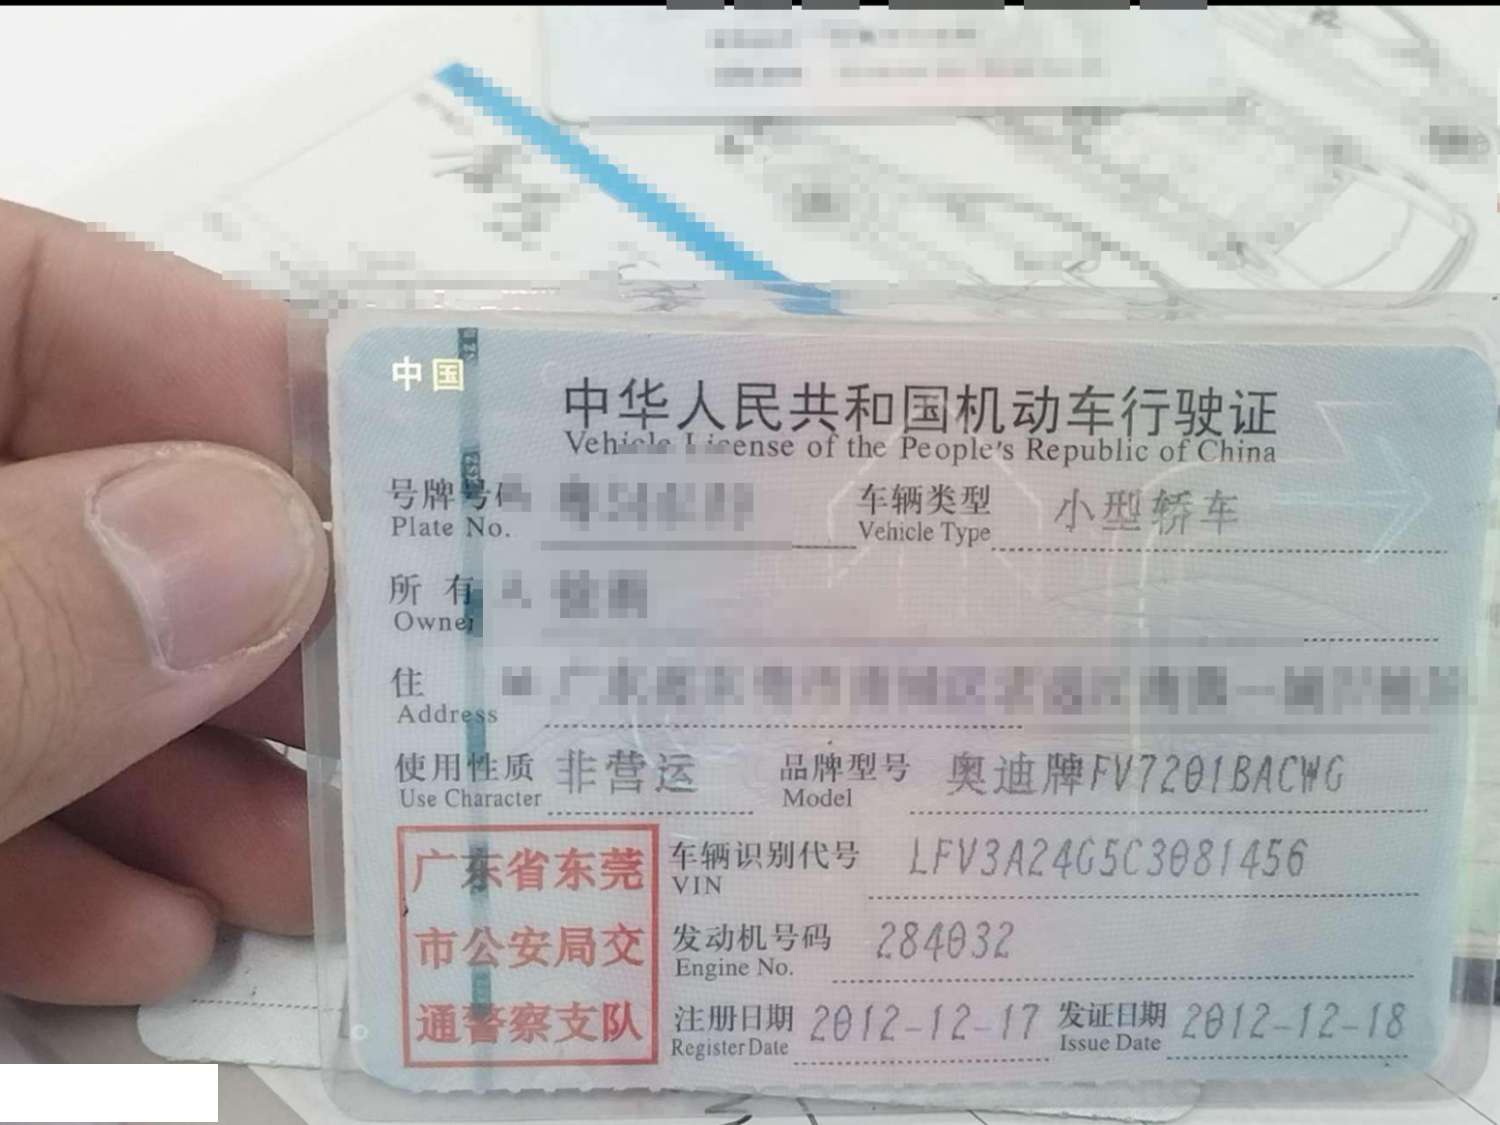 中国
中华人民共和国机动车行驶证
Vehicle License of the People's Republic of China
号牌号码
Plate No.
车辆类型 小型轿车
Vehicle Type
所有人
Owner
住
Address
使用性质 非营运
Use Character
品牌型号 奥迪牌FV7201BACWG
Model
广东省东莞
市公安局交
通警察支队
车辆识别代号 LFV3A24G5C3081456
VIN
发动机号码 284032
Engine No.
注册日期 2012-12-17
Register Date
发证日期 2012-12-18
Issue Date